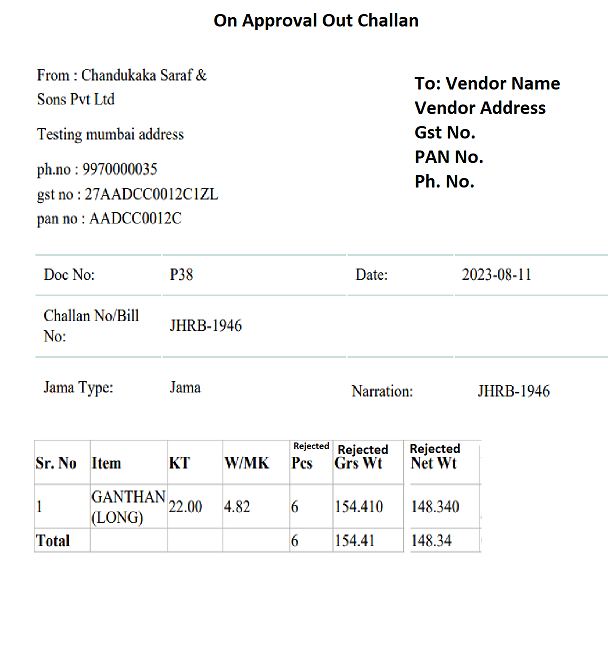 On Approval Out Challan
From : Chandukaka Saraf &
Sons Pvt Ltd
Testing mumbai address
ph.no : 9970000035
gst no : 27AADCC0012C1ZL
pan no : AADCC0012C
To: Vendor Name
Vendor Address
Gst No.
PAN No.
Ph. No.
Doc No: P38 Date: 2023-08-11
Challan No/Bill
No: JHRB-1946
Jama Type: Jama Narration: JHRB-1946
Rejected Rejected Rejected
Sr. No Item KT W/MK Pcs Grs Wt Net Wt
1 GANTHAN (LONG) 22.00 4.82 6 154.410 148.340
Total 6 154.41 148.34